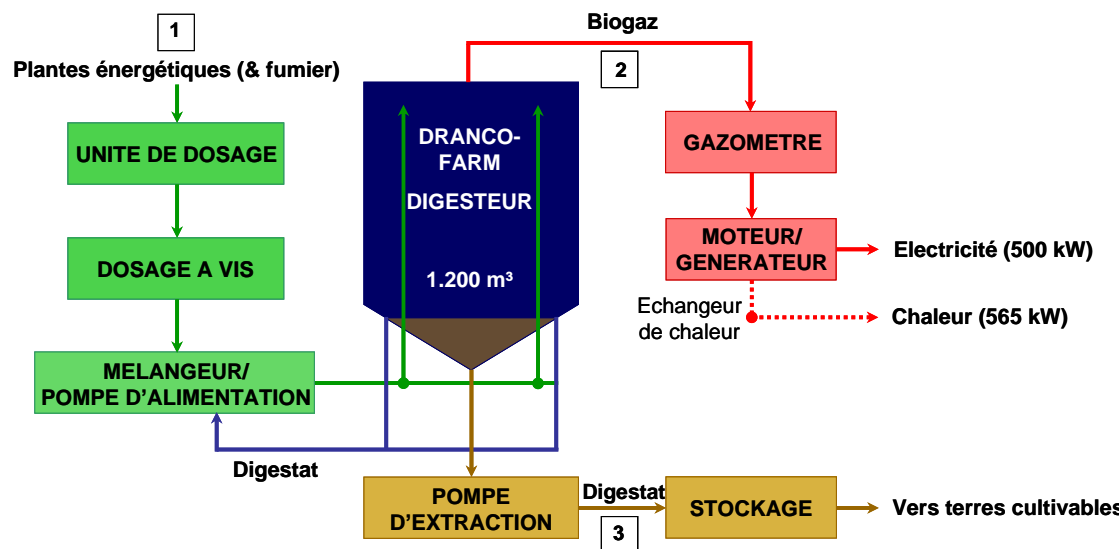 1
Plantes énergétiques (& fumier)
UNITE DE DOSAGE
DOSAGE A VIS
MELANGEUR/
POMPE D'ALIMENTATION
Digestat
DRANCO-
FARM
DIGESTEUR
1.200 m³
Biogaz
2
GAZOMÈTRE
MOTEUR/
GENERATEUR
Electricité (500 kW)
Echangeur
de chaleur
Chaleur (565 kW)
POMPE
D'EXTRACTION
Digestat
3
STOCKAGE
Vers terres cultivables